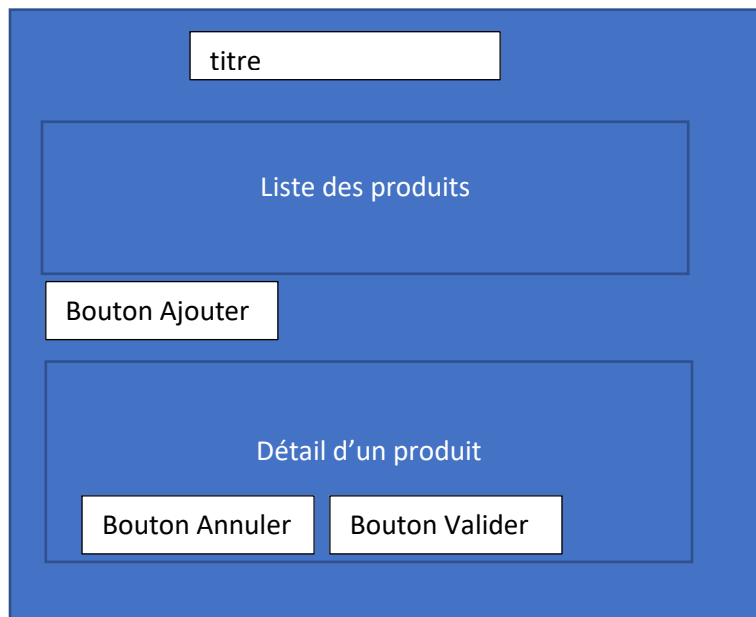 titre
Liste des produits
Bouton Ajouter
Détail d’un produit
Bouton Annuler
Bouton Valider